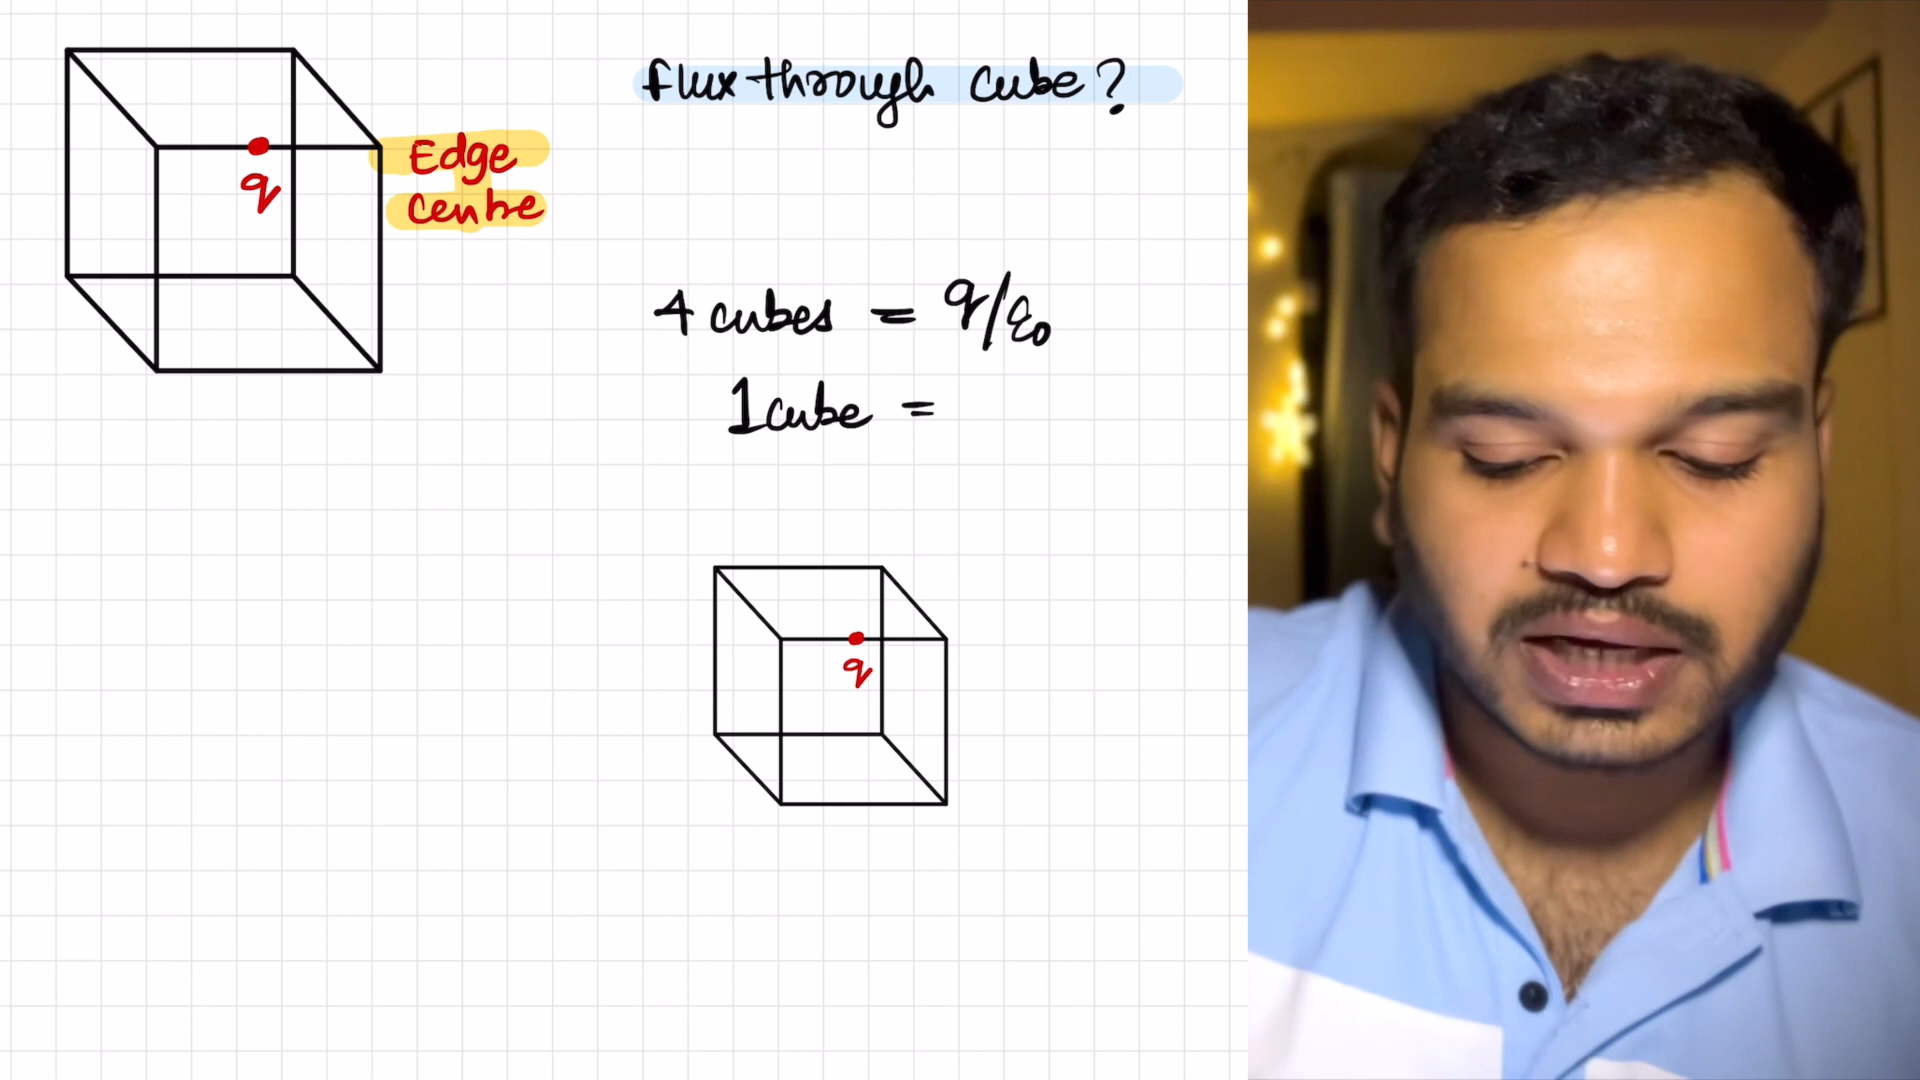 flux through cube?
Edge
Centre
q
4 cubes = q/ε₀
1 cube =
q